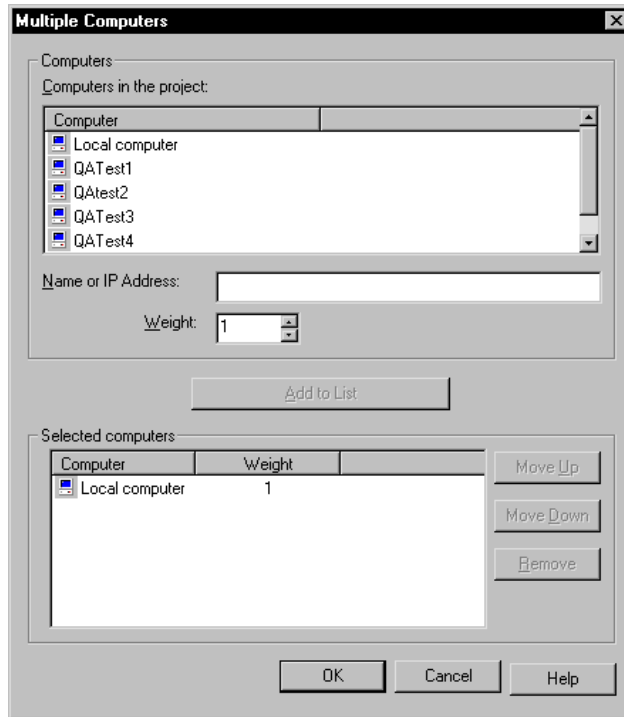 Multiple Computers
Computers
Computers in the project:
Computer
Local computer
QATest1
QAtest2
QATest3
QATest4
Name or IP Address:
Weight: 1
Add to List
Selected computers
Computer Weight
Local computer 1
Move Up
Move Down
Remove
OK Cancel Help